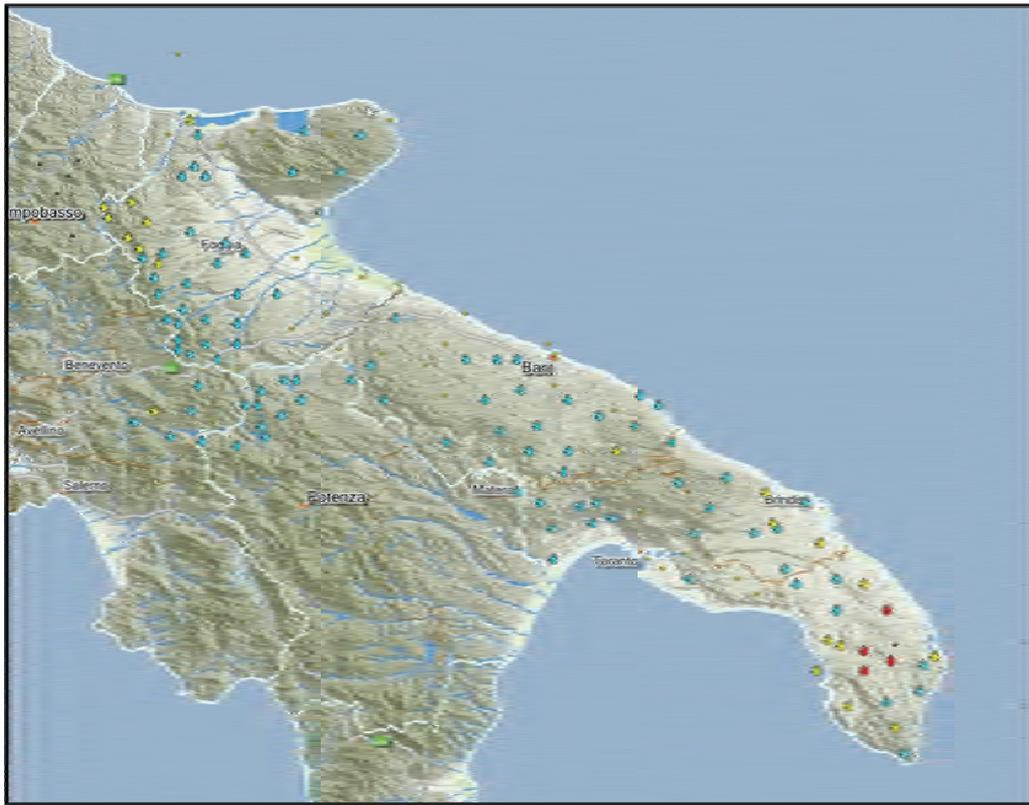 mpobasso
Foggia
Benevento
Bari
Avellino
Salerno
Potenza
Matera
Brindisi
Taranto